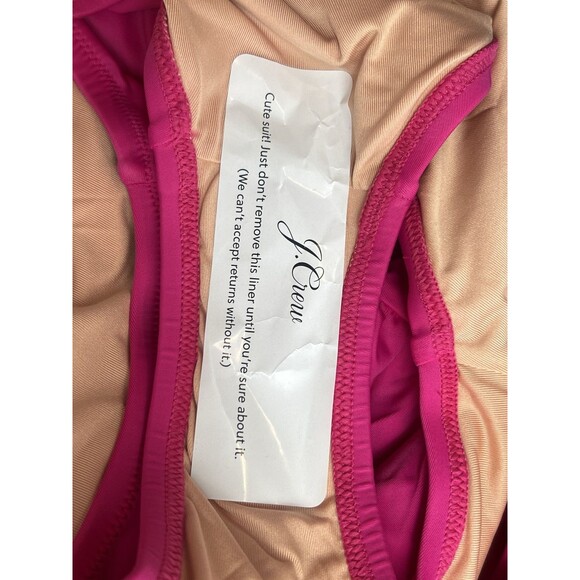 J.Crew
Cute suit! Just don't remove this liner until you're sure about it.
(We can't accept returns without it.)